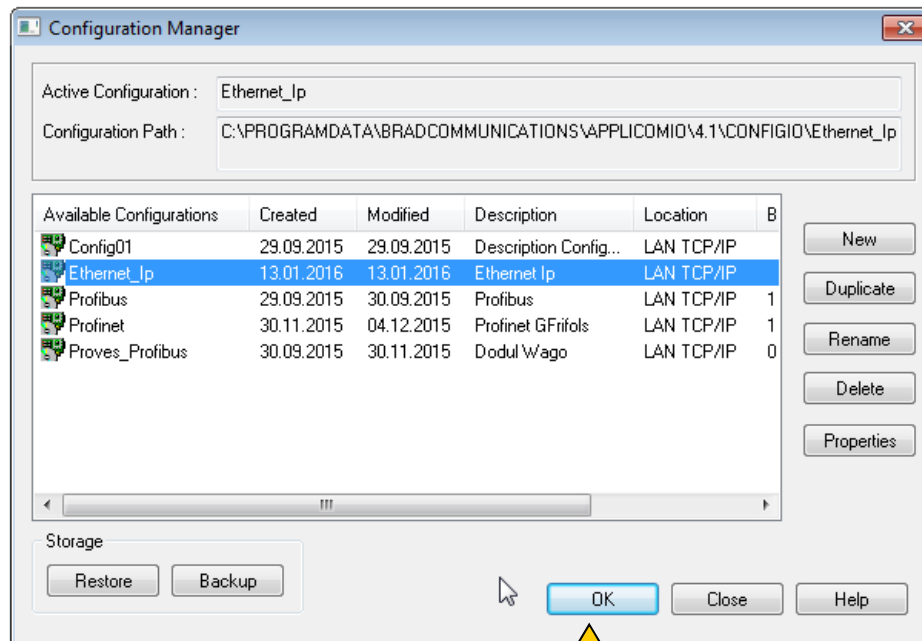 Configuration Manager
Active Configuration : Ethernet_Ip
Configuration Path : C:\PROGRAMDATA\BRADCOMMUNICATIONS\APPLICOMIO\4.1\CONFIGIO\Ethernet_Ip
Available Configurations Created Modified Description Location B
Config01 29.09.2015 29.09.2015 Description Config... LAN TCP/IP
Ethernet_Ip 13.01.2016 13.01.2016 Ethernet Ip LAN TCP/IP
Profibus 29.09.2015 30.09.2015 Profibus LAN TCP/IP 1
Profinet 30.11.2015 04.12.2015 Profinet GFrifols LAN TCP/IP 1
Proves_Profibus 30.09.2015 30.11.2015 Dodul Wago LAN TCP/IP 0
New
Duplicate
Rename
Delete
Properties
Storage
Restore Backup
OK Close Help